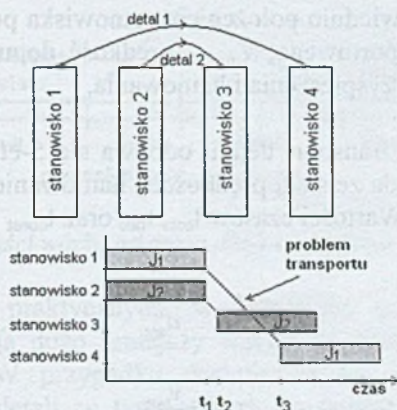 detal 1
detal 2
stanowisko 1
stanowisko 2
stanowisko 3
stanowisko 4
problem
transportu
stanowisko 1
J1
stanowisko 2
J2
stanowisko 3
J2
stanowisko 4
J1
czas
t1 t2 t3